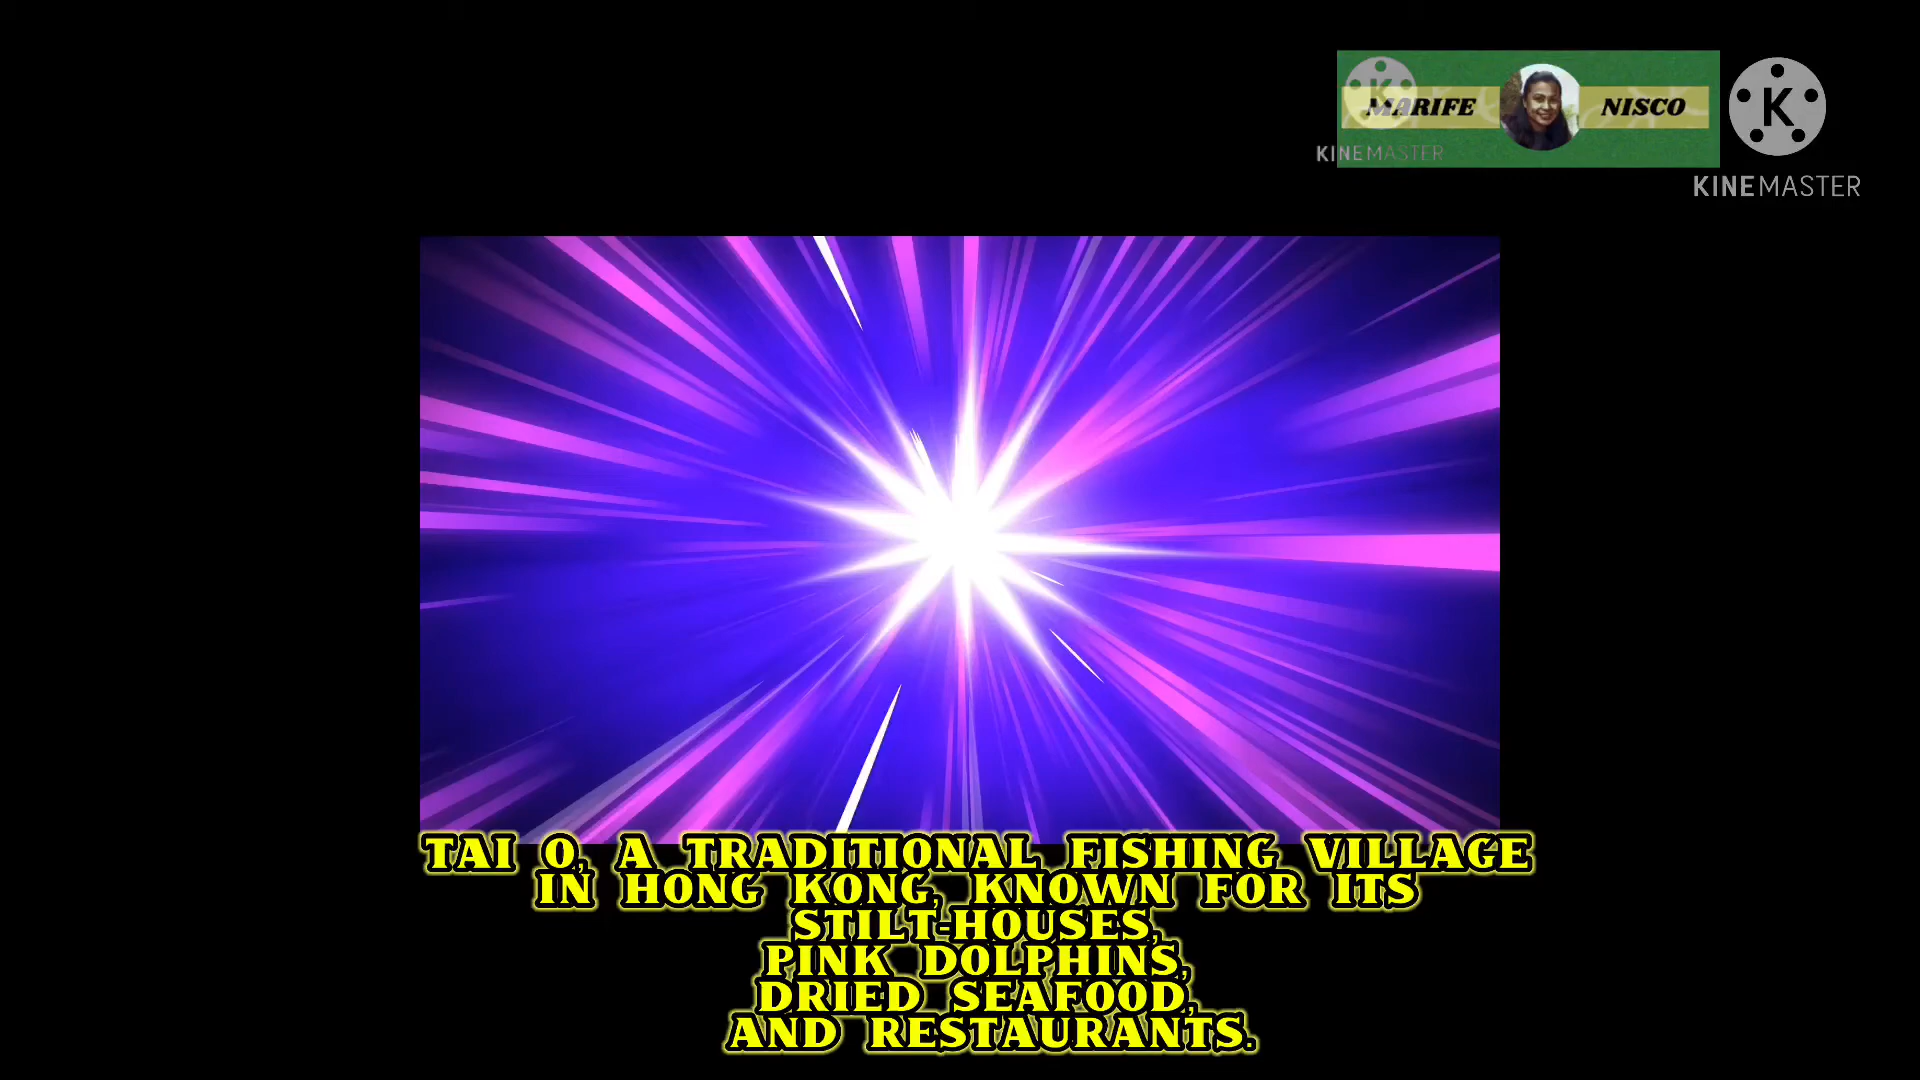 MARIFE NISCO
K
KINEMASTER
K
KINEMASTER
TAI O, A TRADITIONAL FISHING VILLAGE
IN HONG KONG, KNOWN FOR ITS
STILT-HOUSES,
PINK DOLPHINS,
DRIED SEAFOOD,
AND RESTAURANTS.